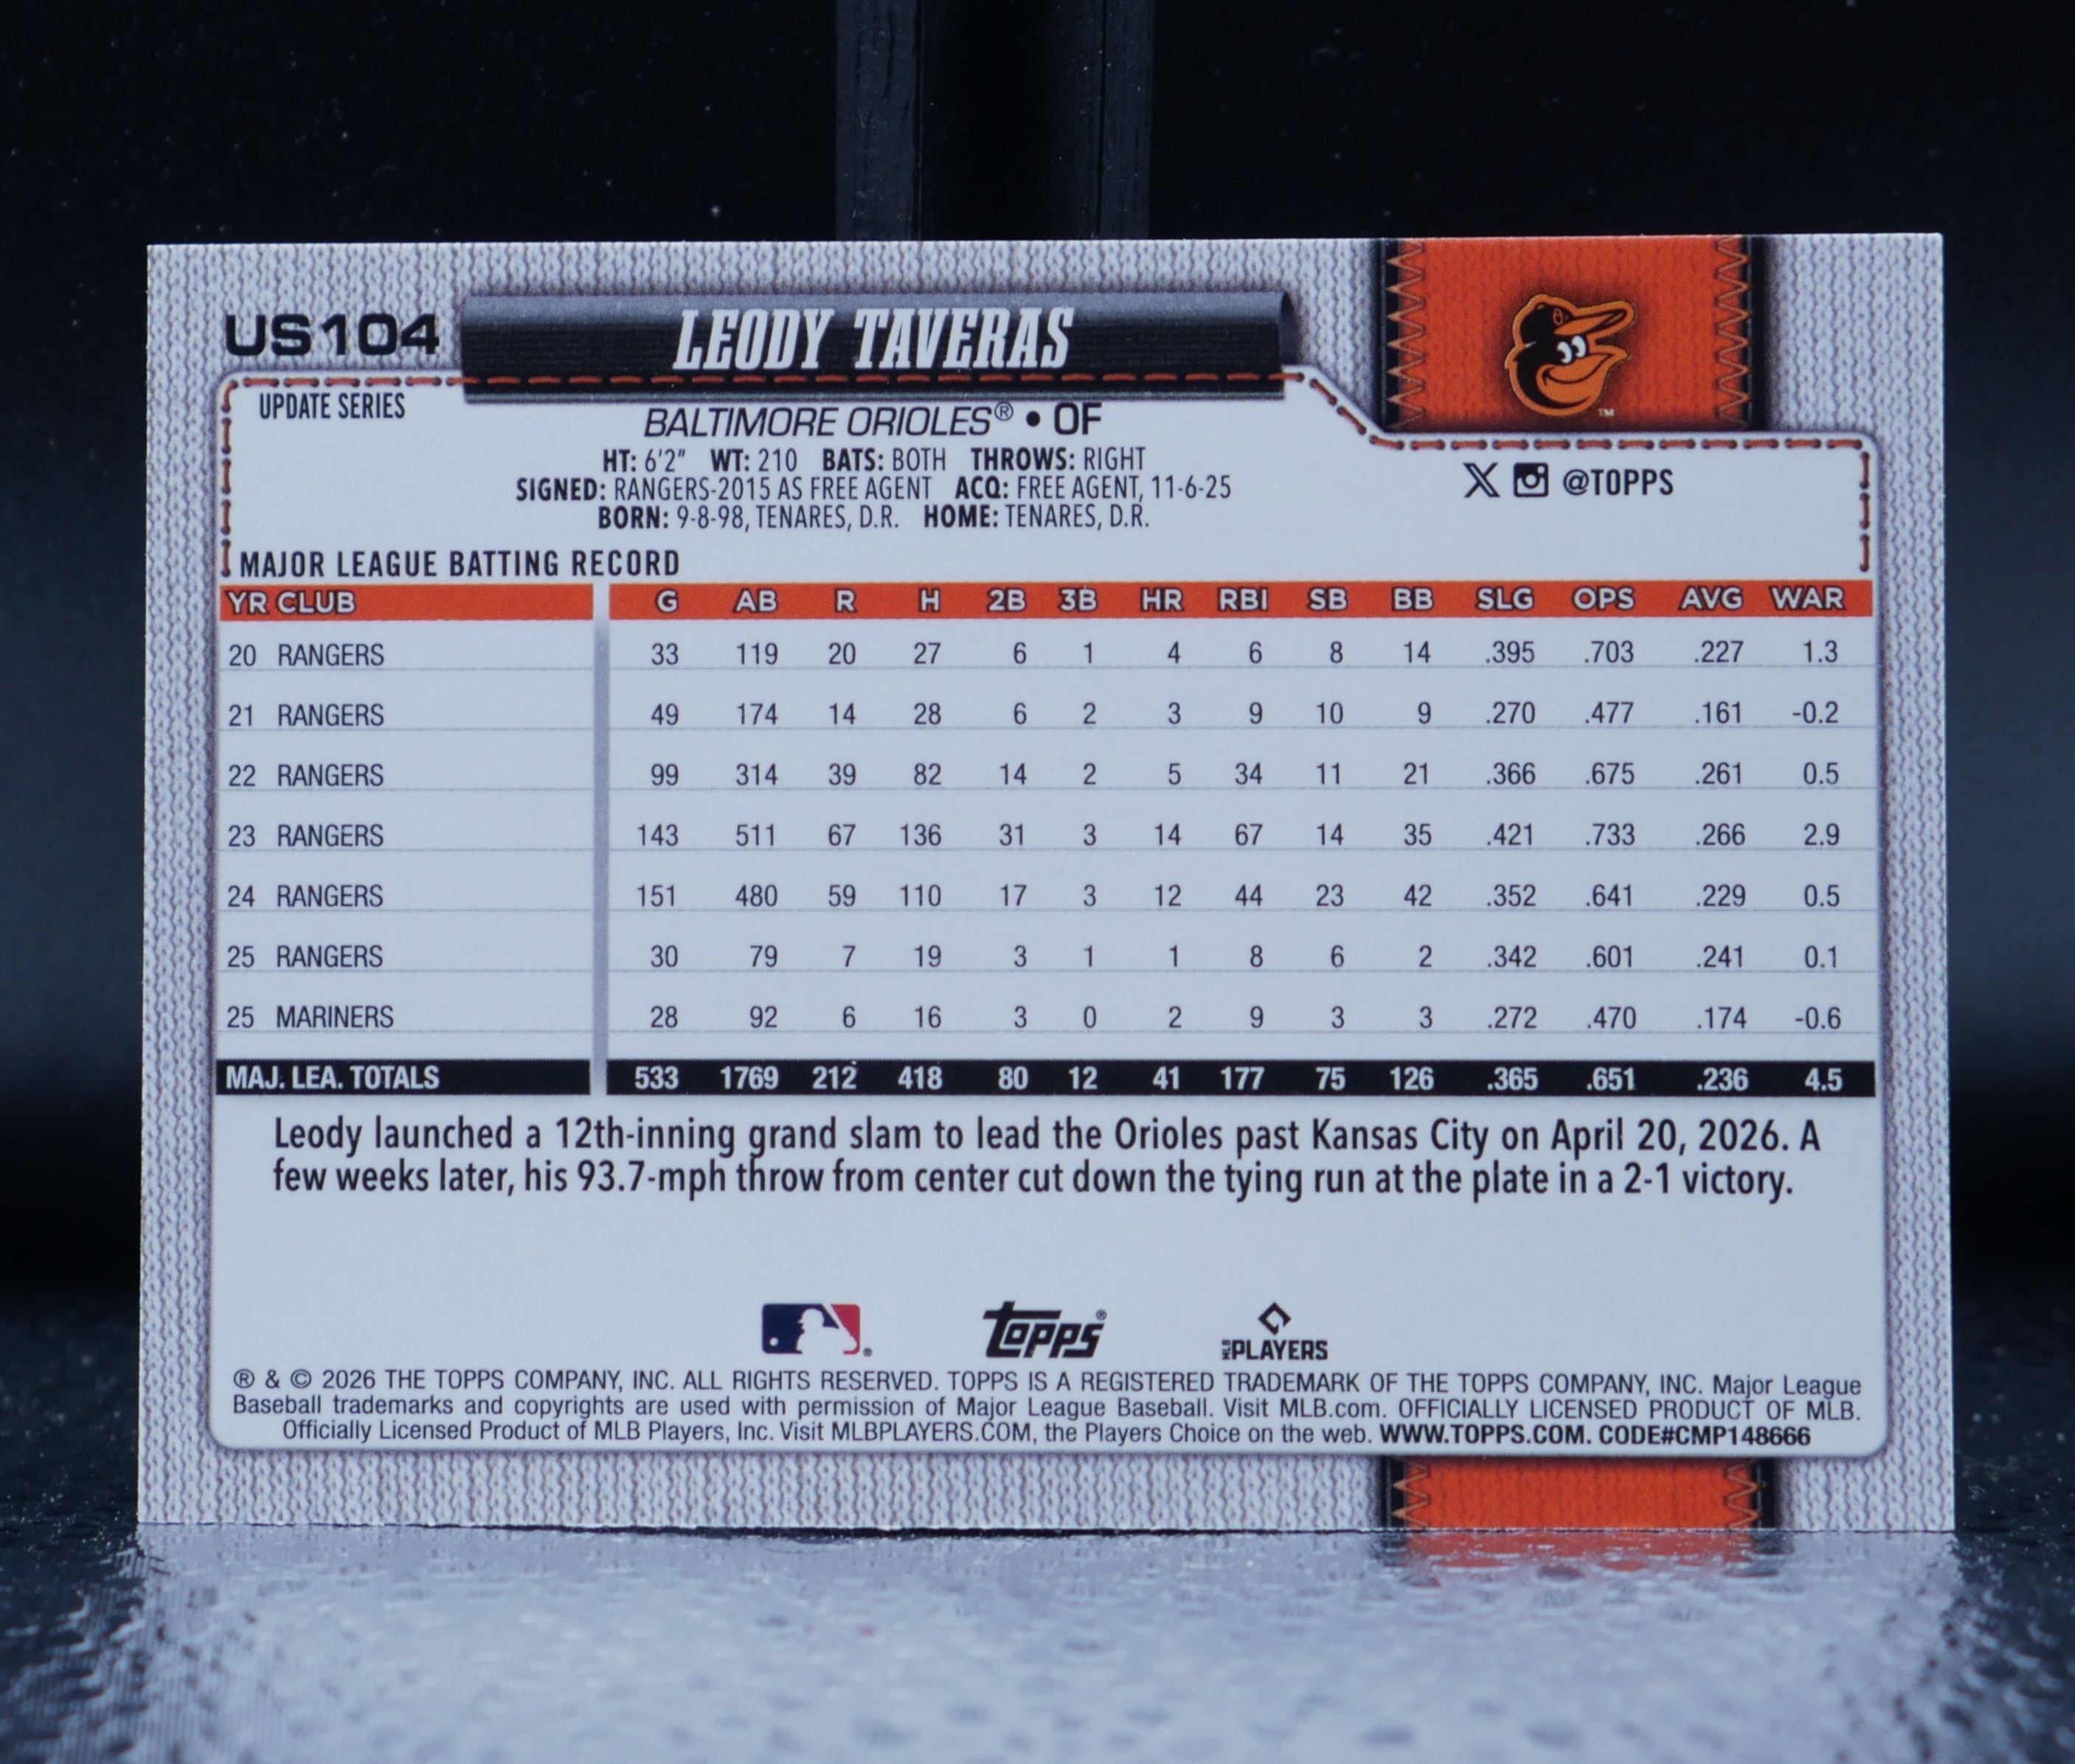 US104
LEODY TAVERAS
UPDATE SERIES
BALTIMORE ORIOLES® • OF
HT: 6'2" WT: 210 BATS: BOTH THROWS: RIGHT
SIGNED: RANGERS-2015 AS FREE AGENT ACQ: FREE AGENT, 11-6-25
BORN: 9-8-98, TENARES, D.R. HOME: TENARES, D.R.
TM
X @TOPPS
MAJOR LEAGUE BATTING RECORD
YR CLUB G AB R H 2B 3B HR RBI SB BB SLG OPS AVG WAR
20 RANGERS 33 119 20 27 6 1 4 6 8 14 .395 .703 .227 1.3
21 RANGERS 49 174 14 28 6 2 3 9 10 9 .270 .477 .161 -0.2
22 RANGERS 99 314 39 82 14 2 5 34 11 21 .366 .675 .261 0.5
23 RANGERS 143 511 67 136 31 3 14 67 14 35 .421 .733 .266 2.9
24 RANGERS 151 480 59 110 17 3 12 44 23 42 .352 .641 .229 0.5
25 RANGERS 30 79 7 19 3 1 1 8 6 2 .342 .601 .241 0.1
25 MARINERS 28 92 6 16 3 0 2 9 3 3 .272 .470 .174 -0.6
MAJ. LEA. TOTALS 533 1769 212 418 80 12 41 177 75 126 .365 .651 .236 4.5
Leody launched a 12th-inning grand slam to lead the Orioles past Kansas City on April 20, 2026. A
few weeks later, his 93.7-mph throw from center cut down the tying run at the plate in a 2-1 victory.
® Topps® MLB PLAYERS
® & © 2026 THE TOPPS COMPANY, INC. ALL RIGHTS RESERVED. TOPPS IS A REGISTERED TRADEMARK OF THE TOPPS COMPANY, INC. Major League
Baseball trademarks and copyrights are used with permission of Major League Baseball. Visit MLB.com. OFFICIALLY LICENSED PRODUCT OF MLB.
Officially Licensed Product of MLB Players, Inc. Visit MLBPLAYERS.COM, the Players Choice on the web. WWW.TOPPS.COM. CODE#CMP148666